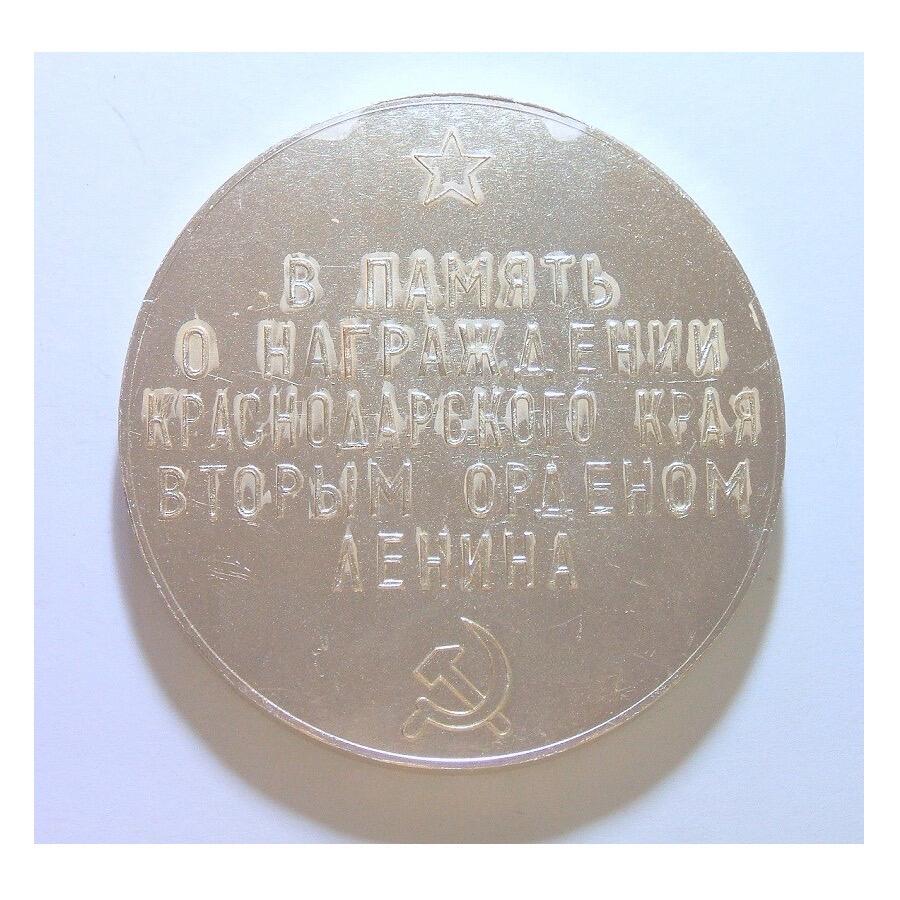 В ПАМЯТЬ
О НАГРАЖДЕНИИ
КРАСНОДАРСКОГО КРАЯ
ВТОРЫМ ОРДЕНОМ
ЛЕНИНА